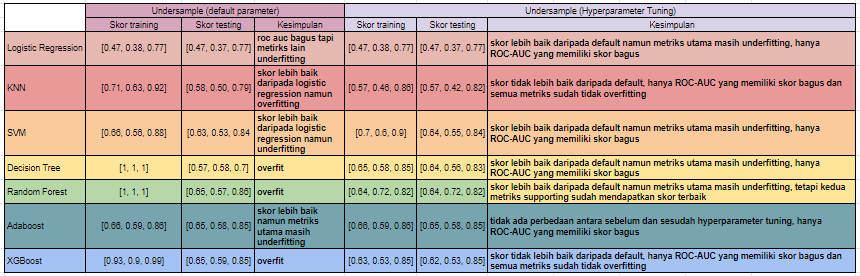 Undersample (default parameter) Undersample (Hyperparameter Tuning)
Skor training Skor testing Kesimpulan Skor training Skor testing Kesimpulan
Logistic Regression [0.47, 0.38, 0.77] [0.47, 0.37, 0.77] roc auc bagus tapi
metriks lain
underfitting [0.47, 0.38, 0.77] [0.47, 0.37, 0.77] skor lebih baik daripada default namun metriks utama masih underfitting, hanya
ROC-AUC yang memiliki skor bagus
KNN [0.71, 0.63, 0.92] [0.58, 0.50, 0.79] skor lebih baik
daripada logistic
regression namun
overfitting [0.57, 0.46, 0.86] [0.57, 0.42, 0.82] skor tidak lebih baik daripada default, hanya ROC-AUC yang memiliki skor bagus dan
semua metriks sudah tidak overfitting
SVM [0.66, 0.56, 0.88] [0.63, 0.53, 0.84 skor lebih baik
daripada logistic
regression namun
underfitting [0.7, 0.6, 0.9] [0.64, 0.55, 0.84] skor lebih baik daripada default namun metriks utama masih underfitting, hanya
ROC-AUC yang memiliki skor bagus
Decision Tree [1, 1, 1] [0.57, 0.58, 0.7] overfit [0.65, 0.58, 0.85] [0.64, 0.56, 0.83] skor lebih baik daripada default namun metriks utama masih underfitting, hanya
ROC-AUC yang memiliki skor bagus
Random Forest [1, 1, 1] [0.65, 0.57, 0.86] overfit [0.64, 0.72, 0.82] [0.64, 0.72, 0.82] skor lebih baik daripada default namun metriks utama masih underfitting, tetapi kedua
metriks supporting sudah mendapatkan skor terbaik
Adaboost [0.66, 0.59, 0.86] [0.65, 0.58, 0.85] skor lebih baik
namun metriks
utama masih
underfitting [0.66, 0.59, 0.86] [0.65, 0.58, 0.85] tidak ada perbedaan antara sebelum dan sesudah hyperparameter tuning, hanya
ROC-AUC yang memiliki skor bagus
XGBoost [0.93, 0.9, 0.99] [0.65, 0.59, 0.85] overfit [0.63, 0.53, 0.85] [0.62, 0.53, 0.85] skor tidak lebih baik daripada default, hanya ROC-AUC yang memiliki skor bagus dan
semua metriks sudah tidak overfitting